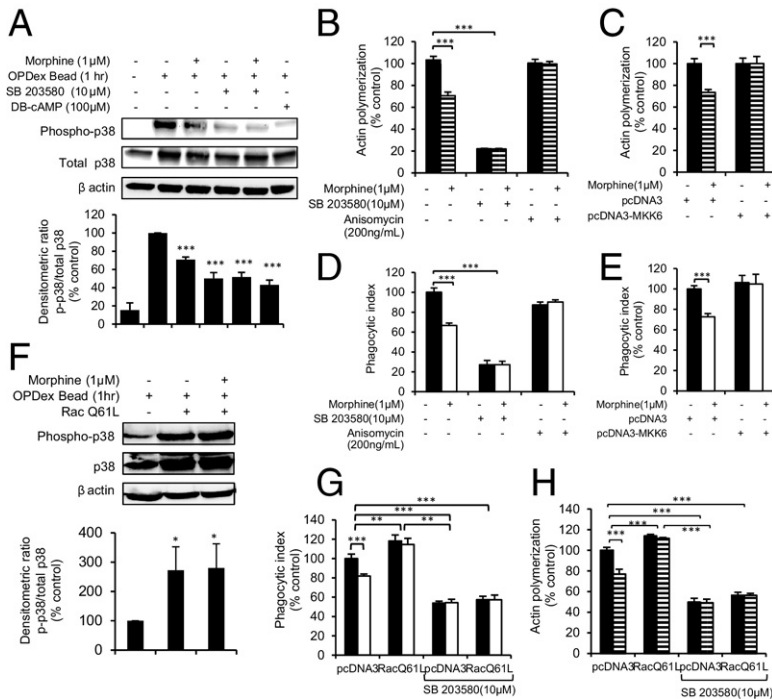 A
Morphine (1μM) - - + - + -
OPDex Bead (1 hr) - + + + + +
SB 203580 (10μM) - - - + + -
DB-cAMP (100μM) - - - - - +
Phospho-p38
Total p38
β actin
Densitometric ratio
p-p38/total p38
(% control)
120
100
80
60
40
20
0
*** *** *** ***
B
Actin polymerization
(% control)
140
120
100
80
60
40
20
0
***
***
Morphine(1μM) - + - + - +
SB 203580(10μM) - - + + - -
Anisomycin - - - - + +
(200ng/mL)
C
Actin polymerization
(% control)
140
120
100
80
60
40
20
0
***
Morphine(1μM) - + - +
pcDNA3 + + - -
pcDNA3-MKK6 - - + +
D
Phagocytic index
140
120
100
80
60
40
20
0
***
***
Morphine(1μM) - + - + - +
SB 203580(10μM) - - + + - -
Anisomycin - - - - + +
(200ng/mL)
E
Phagocytic index
(% control)
140
120
100
80
60
40
20
0
***
Morphine(1μM) - + - +
pcDNA3 + + - -
pcDNA3-MKK6 - - + +
F
Morphine (1μM) - - +
OPDex Bead (1hr) + + +
Rac Q61L - + +
Phospho-p38
p38
β actin
Densitometric ratio
p-p38/total p38
(% control)
400
300
200
100
0
* *
G
Phagocytic index
(% control)
140
120
100
80
60
40
20
0
***
***
** **
***
pcDNA3 RacQ61L pcDNA3 RacQ61L
SB 203580(10μM)
H
Actin polymerization
(% control)
140
120
100
80
60
40
20
0
***
***
*** ***
***
pcDNA3 RacQ61L pcDNA3 RacQ61L
SB 203580(10μM)